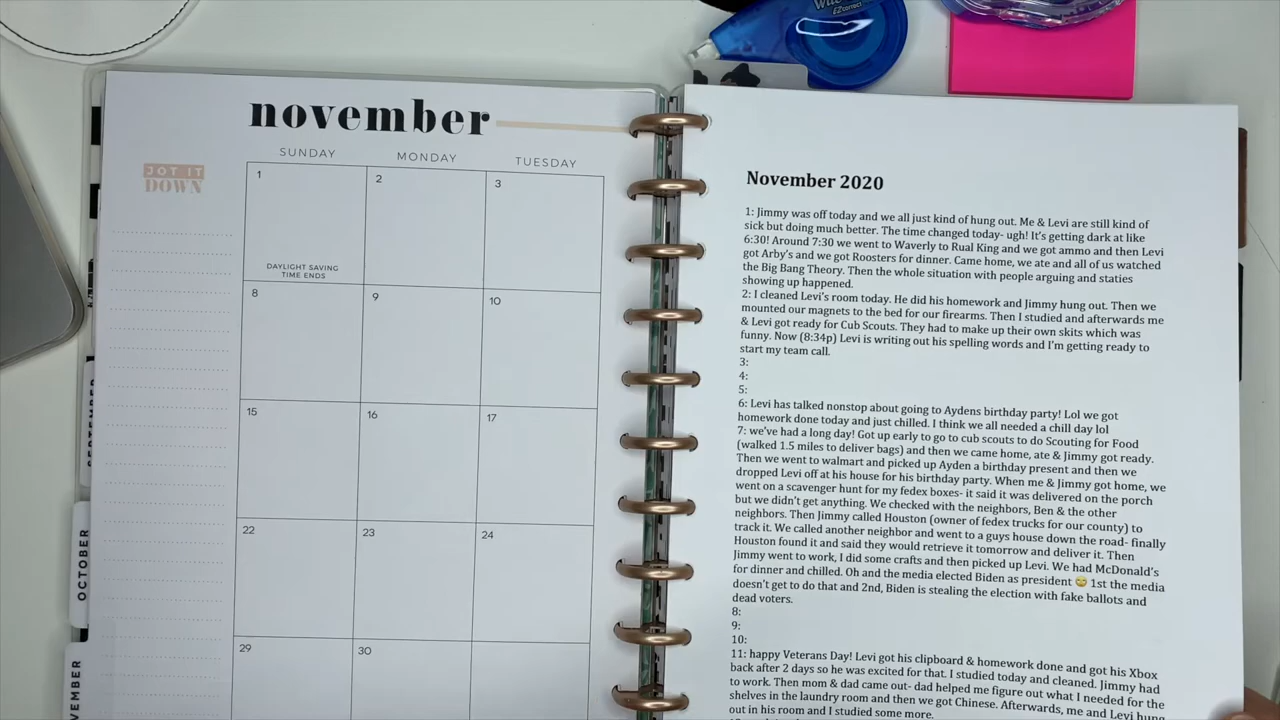 Wite
EZcorrect
november
SUNDAY
MONDAY
TUESDAY
JOT IT
DOWN
1
2
3
DAYLIGHT SAVING
TIME ENDS
8
9
10
15
16
17
22
23
24
29
30
SEPTEMBER
OCTOBER
VEMBER
November 2020
1: Jimmy was off today and we all just kind of hung out. Me & Levi are still kind of
sick but doing much better. The time changed today- ugh! It's getting dark at like
6:30! Around 7:30 we went to Waverly to Rual King and we got ammo and then Levi
got Arby's and we got Roosters for dinner. Came home, we ate and all of us watched
the Big Bang Theory. Then the whole situation with people arguing and staties
showing up happened.
2: I cleaned Levi's room today. He did his homework and Jimmy hung out. Then we
mounted our magnets to the bed for our firearms. Then I studied and afterwards me
& Levi got ready for Cub Scouts. They had to make up their own skits which was
funny. Now (8:34p) Levi is writing out his spelling words and I'm getting ready to
start my team call.
3:
4:
5:
6: Levi has talked nonstop about going to Aydens birthday party! Lol we got
homework done today and just chilled. I think we all needed a chill day lol
7: we've had a long day! Got up early to go to cub scouts to do Scouting for Food
(walked 1.5 miles to deliver bags) and then we came home, ate & Jimmy got ready.
Then we went to walmart and picked up Ayden a birthday present and then we
dropped Levi off at his house for his birthday party. When me & Jimmy got home, we
went on a scavenger hunt for my fedex boxes- it said it was delivered on the porch
but we didn't get anything. We checked with the neighbors, Ben & the other
neighbors. Then Jimmy called Houston (owner of fedex trucks for our county) to
track it. We called another neighbor and went to a guys house down the road- finally
Houston found it and said they would retrieve it tomorrow and deliver it. Then
Jimmy went to work, I did some crafts and then picked up Levi. We had McDonald's
for dinner and chilled. Oh and the media elected Biden as president 🙄 1st the media
doesn't get to do that and 2nd, Biden is stealing the election with fake ballots and
dead voters.
8:
9:
10:
11: happy Veterans Day! Levi got his clipboard & homework done and got his Xbox
back after 2 days so he was excited for that. I studied today and cleaned. Jimmy had
to work. Then mom & dad came out- dad helped me figure out what I needed for the
shelves in the laundry room and then we got Chinese. Afterwards, me and Levi hung
out in his room and I studied some more.